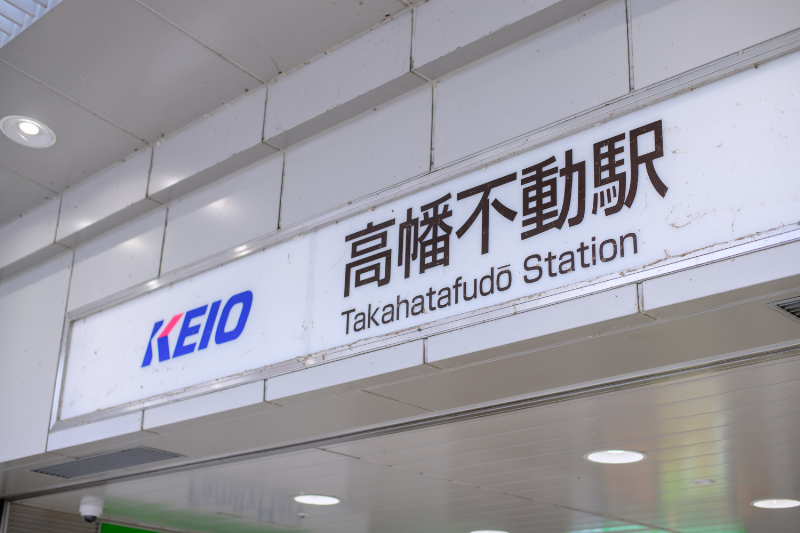 KEIO
高幡不動駅
Takahatafudō Station